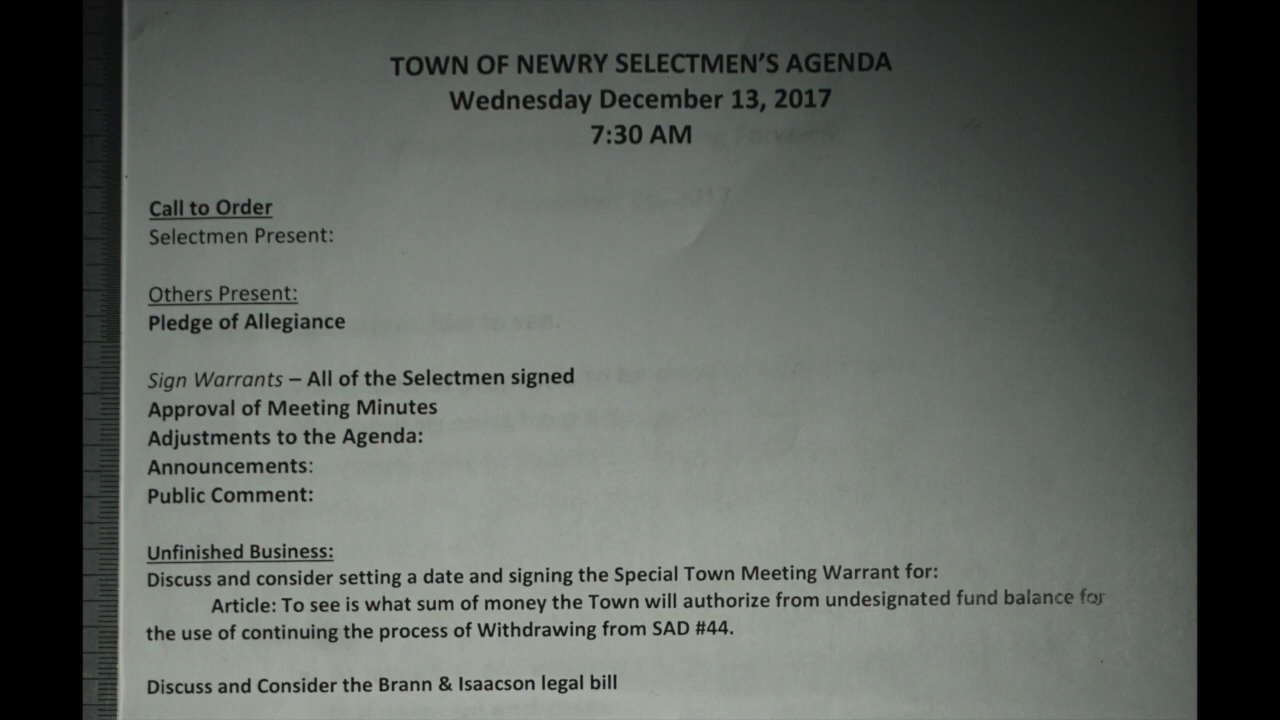 TOWN OF NEWRY SELECTMEN'S AGENDA
Wednesday December 13, 2017
7:30 AM
Call to Order
Selectmen Present:
Others Present:
Pledge of Allegiance
Sign Warrants – All of the Selectmen signed
Approval of Meeting Minutes
Adjustments to the Agenda:
Announcements:
Public Comment:
Unfinished Business:
Discuss and consider setting a date and signing the Special Town Meeting Warrant for:
Article: To see is what sum of money the Town will authorize from undesignated fund balance for
the use of continuing the process of Withdrawing from SAD #44.
Discuss and Consider the Brann & Isaacson legal bill